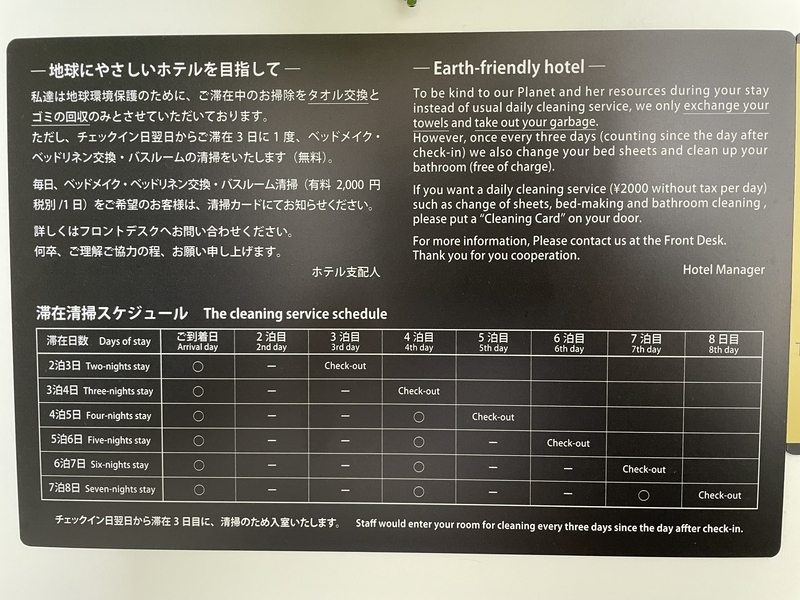 — 地球にやさしいホテルを目指して —
私達は地球環境保護のために、ご滞在中のお掃除をタオル交換と
ゴミの回収のみとさせていただいております。
ただし、チェックイン日翌日からご滞在 3 日に 1 度、ベッドメイク・
ベッドリネン交換・バスルームの清掃をいたします（無料）。
毎日、ベッドメイク・ベッドリネン交換・バスルーム清掃（有料 2,000 円
税別 /1 日）をご希望のお客様は、清掃カードにてお知らせください。
詳しくはフロントデスクへお問い合わせください。
何卒、ご理解ご協力の程、お願い申し上げます。
ホテル支配人
— Earth-friendly hotel —
To be kind to our Planet and her resources during your stay
instead of usual daily cleaning service, we only exchange your
towels and take out your garbage.
However, once every three days (counting since the day after
check-in) we also change your bed sheets and clean up your
bathroom (free of charge).
If you want a daily cleaning service (¥2000 without tax per day)
such as change of sheets, bed-making and bathroom cleaning ,
please put a “Cleaning Card” on your door.
For more information, Please contact us at the Front Desk.
Thank you for you cooperation.
Hotel Manager
滞在清掃スケジュール The cleaning service schedule
滞在日数 Days of stay ご到着日 2 泊目 3 泊目 4 泊目 5 泊目 6 泊目 7 泊目 8 日目
Arrival day 2nd day 3rd day 4th day 5th day 6th day 7th day 8th day
2泊3日 Two-nights stay ○ — Check-out
3泊4日 Three-nights stay ○ — — Check-out
4泊5日 Four-nights stay ○ — — ○ Check-out
5泊6日 Five-nights stay ○ — — ○ — Check-out
6泊7日 Six-nights stay ○ — — ○ — — Check-out
7泊8日 Seven-nights stay ○ — — ○ — — ○ Check-out
チェックイン日翌日から滞在 3 日目に、清掃のため入室いたします。 Staff would enter your room for cleaning every three days since the day affter check-in.